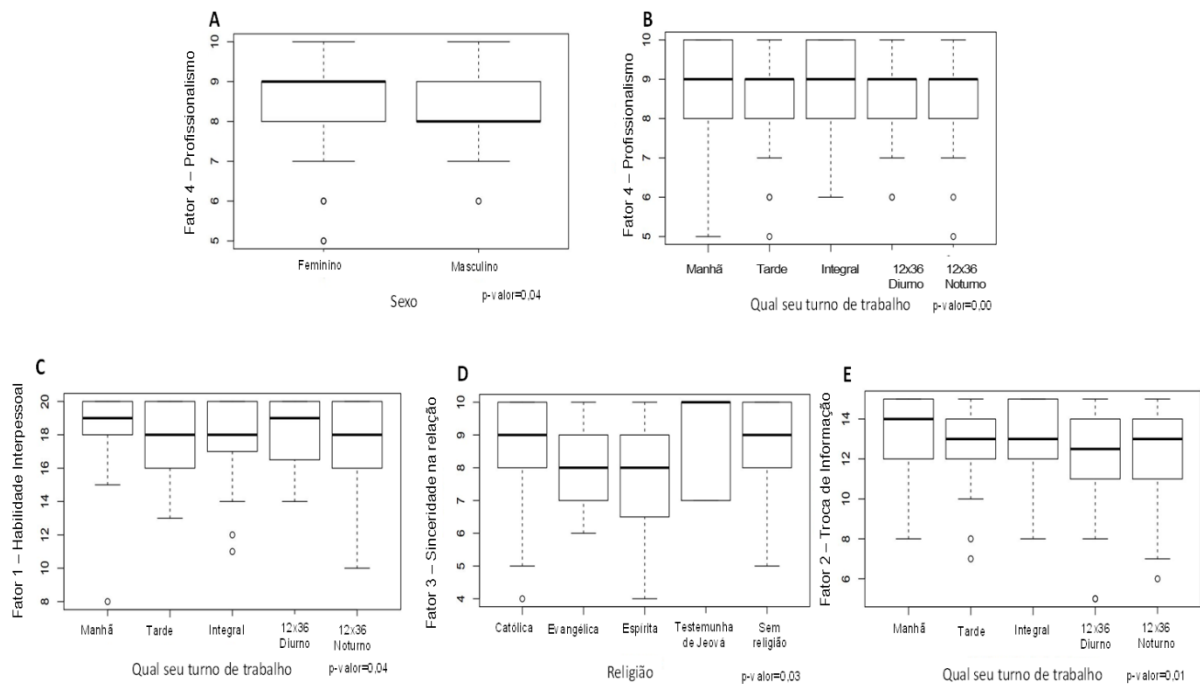 A
Fator 4 – Profissionalismo
10
9
8
7
6
5
Feminino Masculino
Sexo
p-valor=0,04
B
Fator 4 – Profissionalismo
10
9
8
7
6
5
Manhã Tarde Integral 12x36 Diurno 12x36 Noturno
Qual seu turno de trabalho
p-valor=0,00
C
Fator 1 – Habilidade Interpessoal
20
18
16
14
12
10
8
Manhã Tarde Integral 12x36 Diurno 12x36 Noturno
Qual seu turno de trabalho
p-valor=0,04
D
Fator 3 – Sinceridade na relação
10
9
8
7
6
5
4
Católica Evangélica Espírita Testemunha de Jeová Sem religião
Religião
p-valor=0,03
E
Fator 2 – Troca de Informação
14
12
10
8
6
Manhã Tarde Integral 12x36 Diurno 12x36 Noturno
Qual seu turno de trabalho
p-valor=0,01